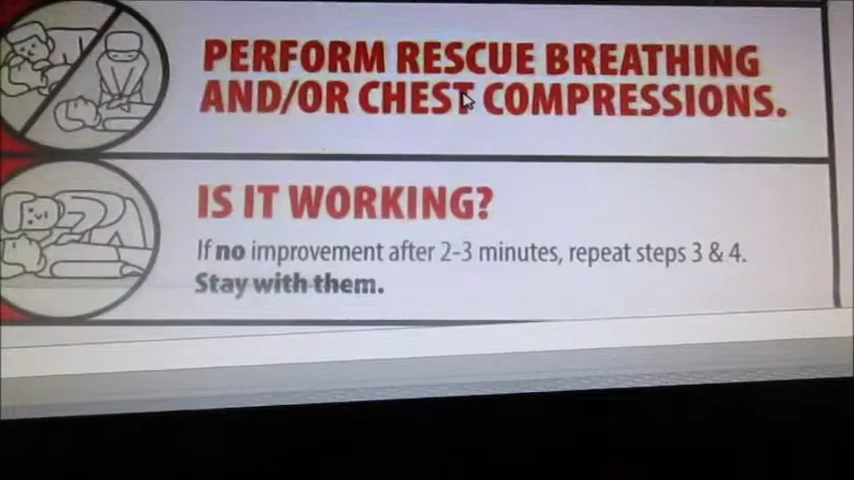 PERFORM RESCUE BREATHING
AND/OR CHEST COMPRESSIONS.
IS IT WORKING?
If no improvement after 2-3 minutes, repeat steps 3 & 4.
Stay with them.